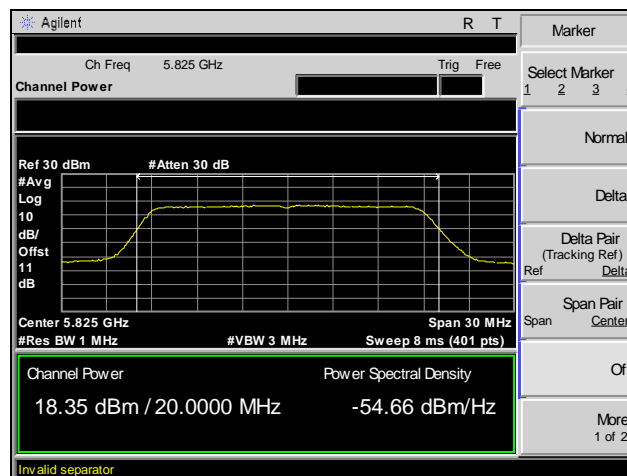 Agilent R T
Ch Freq 5.825 GHz Trig Free
Channel Power
Ref 30 dBm #Atten 30 dB
#Avg
Log
10
dB/
Offst
11
dB
Center 5.825 GHz Span 30 MHz
#Res BW 1 MHz #VBW 3 MHz Sweep 8 ms (401 pts)
Channel Power Power Spectral Density
18.35 dBm / 20.0000 MHz -54.66 dBm/Hz
Invalid separator
Marker
Select Marker
1 2 3
Normal
Delta
Delta Pair
(Tracking Ref)
Ref Delta
Span Pair
Span Center
Of
More
1 of 2